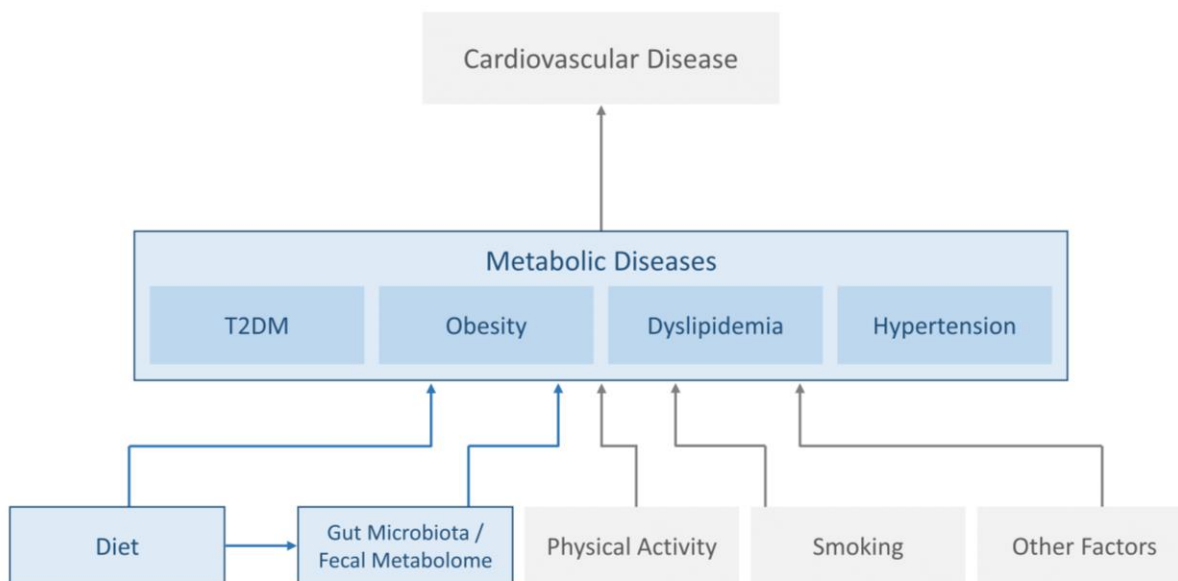 Cardiovascular Disease
Metabolic Diseases
T2DM
Obesity
Dyslipidemia
Hypertension
Diet
Gut Microbiota /
Fecal Metabolome
Physical Activity
Smoking
Other Factors